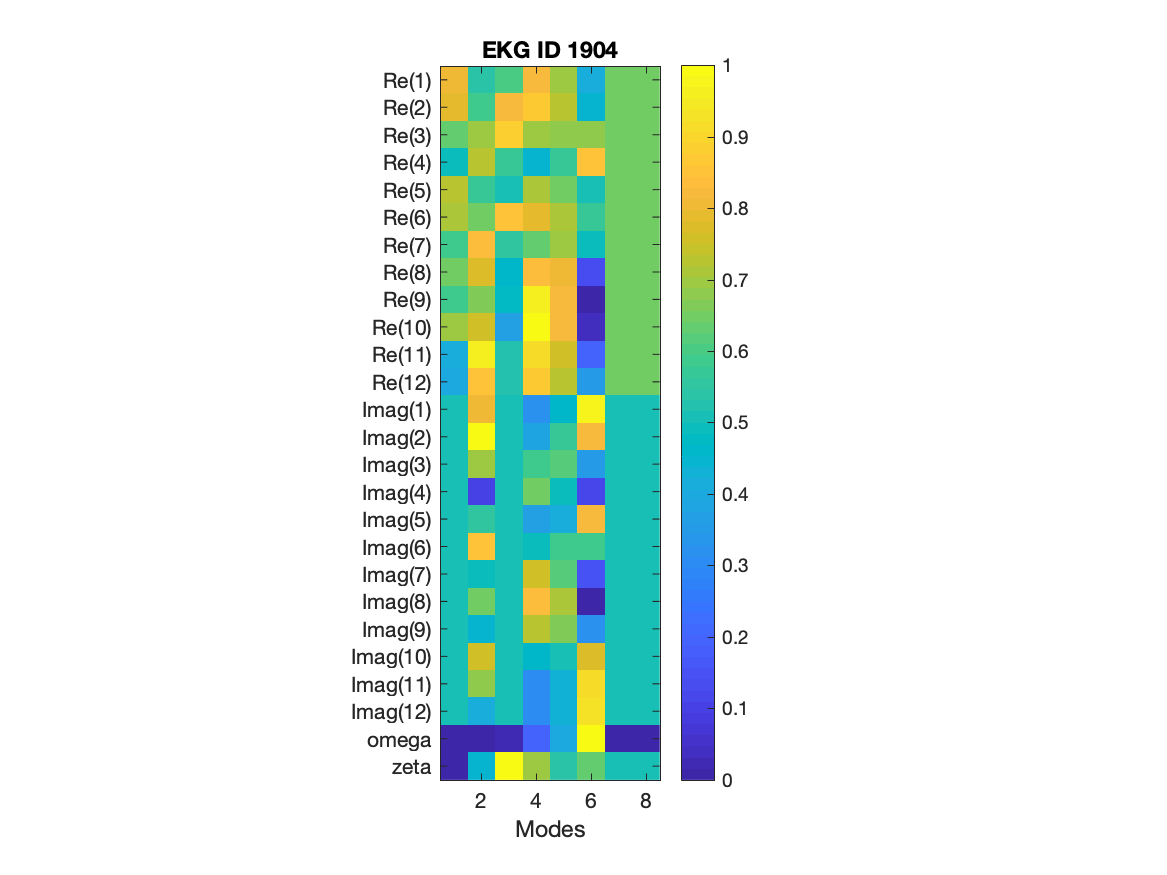 EKG ID 1904
Re(1)
Re(2)
Re(3)
Re(4)
Re(5)
Re(6)
Re(7)
Re(8)
Re(9)
Re(10)
Re(11)
Re(12)
Imag(1)
Imag(2)
Imag(3)
Imag(4)
Imag(5)
Imag(6)
Imag(7)
Imag(8)
Imag(9)
Imag(10)
Imag(11)
Imag(12)
omega
zeta
2 4 6 8
Modes
1
0.9
0.8
0.7
0.6
0.5
0.4
0.3
0.2
0.1
0